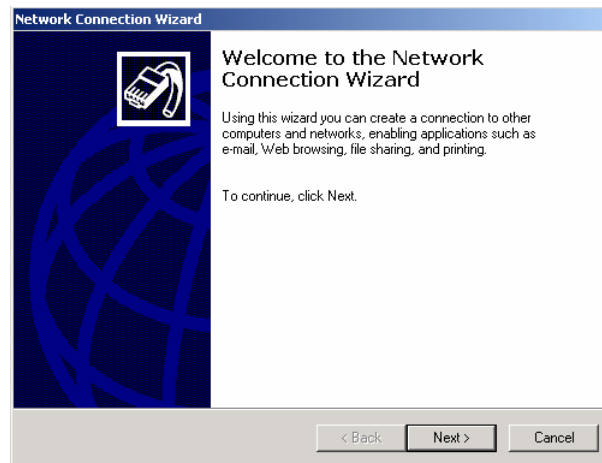 Network Connection Wizard
Welcome to the Network
Connection Wizard
Using this wizard you can create a connection to other
computers and networks, enabling applications such as
e-mail, Web browsing, file sharing, and printing.
To continue, click Next.
< Back Next > Cancel